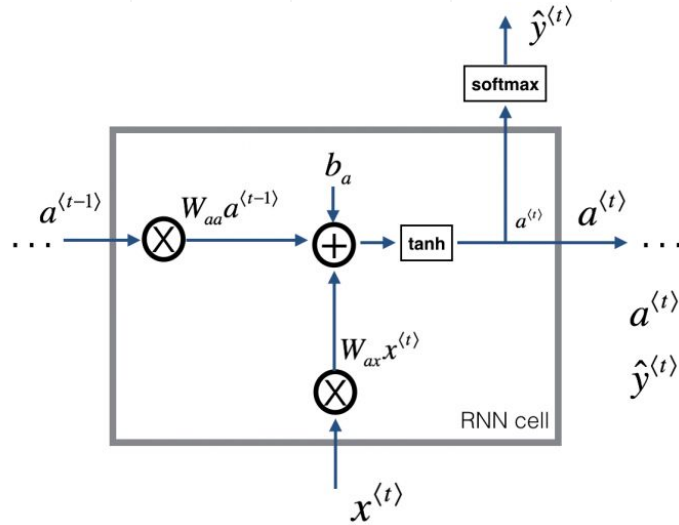 ŷ⟨t⟩
softmax
b_a
a⟨t−1⟩
W_aa a⟨t−1⟩
a⟨t⟩
a⟨t⟩
. . .
+
tanh
. . .
a⟨t⟩
W_ax x⟨t⟩
ŷ⟨t⟩
RNN cell
x⟨t⟩